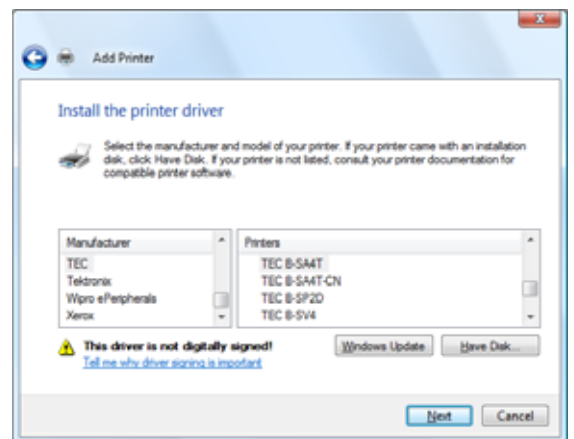 Add Printer
Install the printer driver
Select the manufacturer and model of your printer. If your printer came with an installation
disk, click Have Disk. If your printer is not listed, consult your printer documentation for
compatible printer software.
Manufacturer
TEC
Tektronix
Wipro ePeripherals
Xerox
Printers
TEC B-SA4T
TEC B-SA4T-CN
TEC B-SP2D
TEC B-SV4
This driver is not digitally signed!
Tell me why driver signing is important
Windows Update
Have Disk...
Next
Cancel